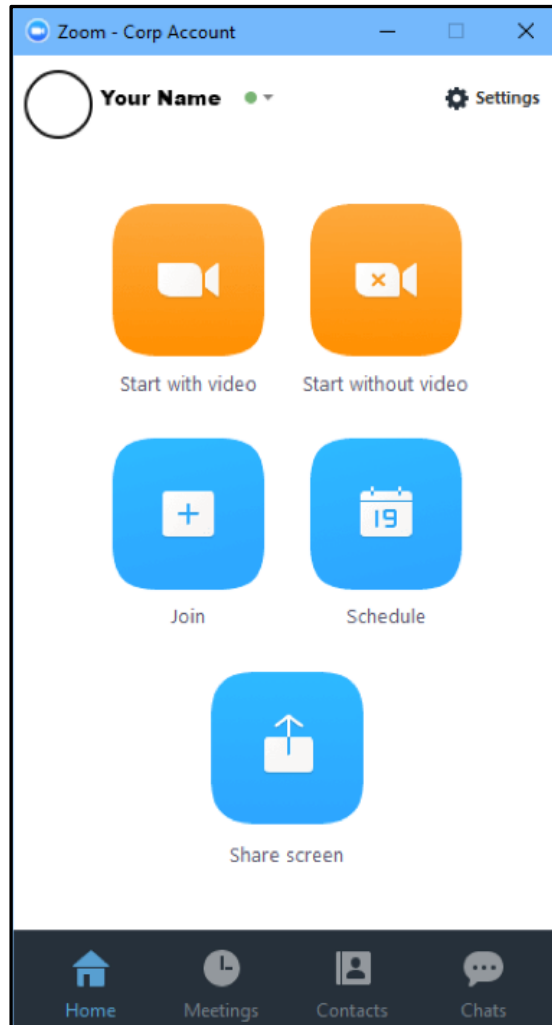 Zoom - Corp Account
Your Name
Settings
Start with video
Start without video
19
Join
Schedule
Share screen
Home
Meetings
Contacts
Chats